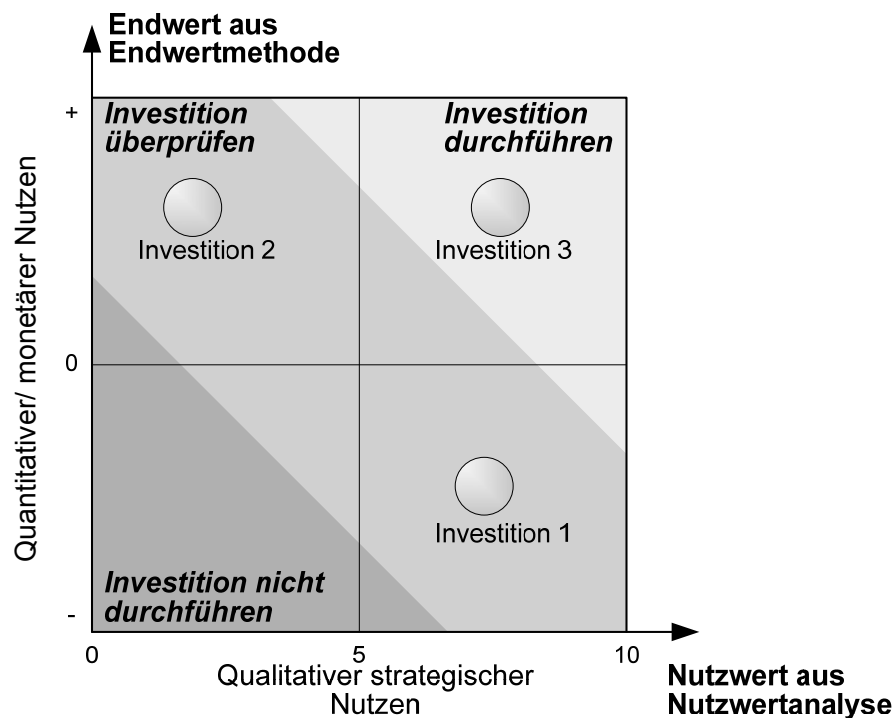 Endwert aus
Endwertmethode
Quantitativer/ monetärer Nutzen
+
0
-
Investition
überprüfen
Investition
durchführen
Investition 2
Investition 3
Investition 1
Investition nicht
durchführen
0
5
10
Qualitativer strategischer
Nutzen
Nutzwert aus
Nutzwertanalyse